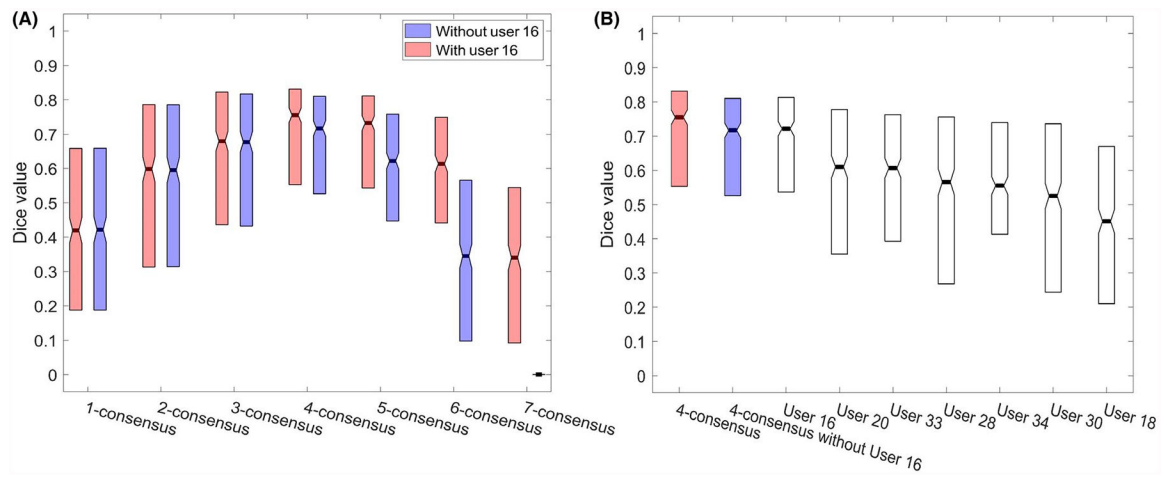 (A)
Without user 16
With user 16
Dice value
1
0.9
0.8
0.7
0.6
0.5
0.4
0.3
0.2
0.1
0
1-consensus
2-consensus
3-consensus
4-consensus
5-consensus
6-consensus
7-consensus
(B)
Dice value
1
0.9
0.8
0.7
0.6
0.5
0.4
0.3
0.2
0.1
0
4-consensus
4-consensus without User 16
User 16
User 20
User 33
User 28
User 34
User 30
User 18